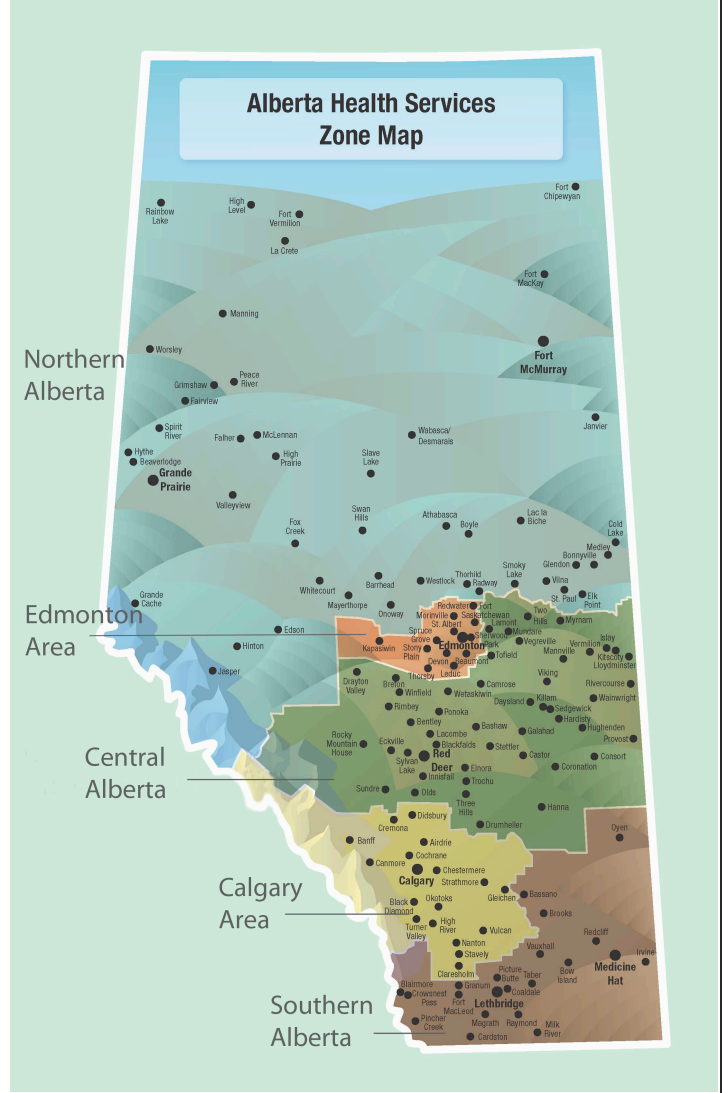 Alberta Health Services
Zone Map
Fort
Chipewyan
Rainbow
Lake
High
Level
Fort
Vermilion
La Crete
Fort
MacKay
Manning
Fort
McMurray
Worsley
Northern
Alberta
Peace
River
Grimshaw
Fairview
Janvier
Spirit
River
Falher
McLennan
Wabasca/
Desmarais
Hythe
Beaverlodge
High
Prairie
Slave
Lake
Grande
Prairie
Valleyview
Swan
Hills
Fox
Creek
Athabasca
Boyle
Lac la
Biche
Cold
Lake
Medley
Bonnyville
Glendon
Whitecourt
Barrhead
Westlock
Thorhild
Radway
Smoky
Lake
Vilna
St. Paul
Elk
Point
Mayerthorpe
Onoway
Grande
Cache
Edmonton
Area
Edson
Hinton
Jasper
Redwater
Fort
Saskatchewan
Morinville
St. Albert
Lamont
Two
Hills
Myrnam
Spruce
Grove
Edmonton
Sherwood
Park
Mundare
Vegreville
Kapaswin
Stony
Plain
Devon
Beaumont
Tofield
Mannville
Vermilion
Islay
Kitscoty
Lloydminster
Thorsby
Leduc
Drayton
Valley
Breton
Winfield
Wetaskiwin
Camrose
Viking
Rivercourse
Wainwright
Daysland
Killam
Sedgewick
Hardisty
Hughenden
Provost
Rimbey
Ponoka
Bentley
Bashaw
Galahad
Lacombe
Blackfalds
Rocky
Mountain
House
Eckville
Sylvan
Lake
Red
Deer
Stettler
Castor
Consort
Coronation
Central
Alberta
Innisfail
Elnora
Trochu
Sundre
Olds
Three
Hills
Hanna
Didsbury
Cremona
Drumheller
Oyen
Banff
Airdrie
Cochrane
Canmore
Calgary
Chestermere
Strathmore
Gleichen
Bassano
Calgary
Area
Black
Diamond
Okotoks
Turner
Valley
High
River
Vulcan
Brooks
Redcliff
Nanton
Stavely
Claresholm
Vauxhall
Irvine
Medicine
Hat
Bow
Island
Picture
Butte
Taber
Coaldale
Granum
Fort
MacLeod
Lethbridge
Blairmore
Crowsnest
Pass
Southern
Alberta
Pincher
Creek
Magrath
Raymond
Milk
River
Cardston